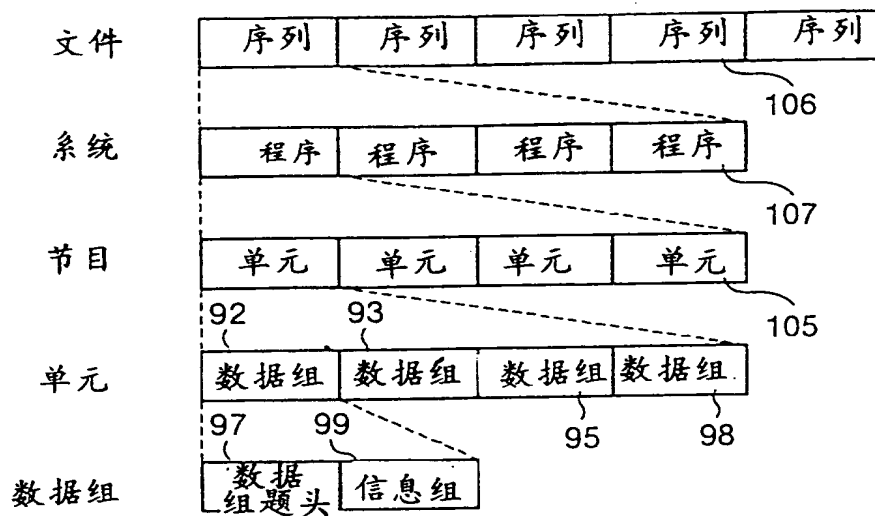 文件 序列 序列 序列 序列 序列
106
系统 程序 程序 程序 程序
107
节目 单元 单元 单元 单元
105
92 93
单元 数据组 数据组 数据组 数据组
97 99 95 98
数据组 数据 信息组
组题头